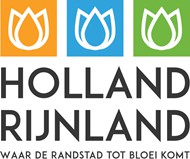 HOLLAND
RIJNLAND
WAAR DE RANDSTAD TOT BLOEI KOMT